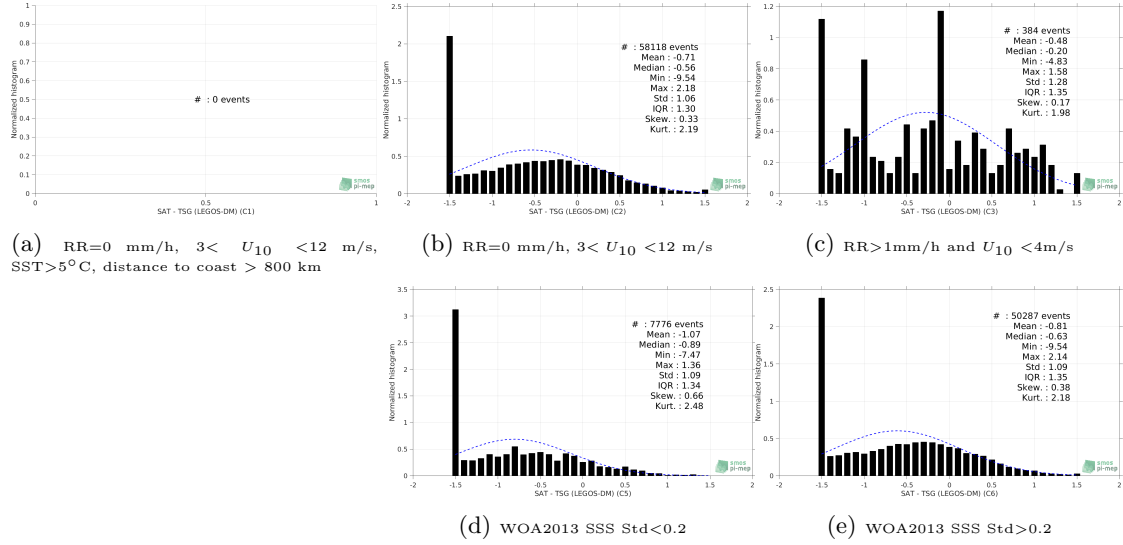 Normalized histogram
1
0.9
0.8
0.7
0.6
0.5
0.4
0.3
0.2
0.1
0
# : 0 events
smos
pi-mep
0 0.5 1
SAT - TSG (LEGOS-DM) (C1)
(a) RR=0 mm/h, 3< U10 <12 m/s,
SST>5°C, distance to coast > 800 km
Normalized histogram
2.5
2
1.5
1
0.5
0
# : 58118 events
Mean : -0.71
Median : -0.56
Min : -9.54
Max : 2.18
Std : 1.06
IQR : 1.30
Skew. : 0.33
Kurt. : 2.19
smos
pi-mep
-2 -1.5 -1 -0.5 0 0.5 1 1.5 2
SAT - TSG (LEGOS-DM) (C2)
(b) RR=0 mm/h, 3< U10 <12 m/s
Normalized histogram
1.2
1
0.8
0.6
0.4
0.2
0
# : 384 events
Mean : -0.48
Median : -0.20
Min : -4.83
Max : 1.58
Std : 1.28
IQR : 1.35
Skew. : 0.17
Kurt. : 1.98
smos
pi-mep
-2 -1.5 -1 -0.5 0 0.5 1 1.5 2
SAT - TSG (LEGOS-DM) (C3)
(c) RR>1mm/h and U10 <4m/s
Normalized histogram
3.5
3
2.5
2
1.5
1
0.5
0
# : 7776 events
Mean : -1.07
Median : -0.89
Min : -7.47
Max : 1.36
Std : 1.09
IQR : 1.34
Skew. : 0.66
Kurt. : 2.48
smos
pi-mep
-2 -1.5 -1 -0.5 0 0.5 1 1.5 2
SAT - TSG (LEGOS-DM) (C5)
(d) WOA2013 SSS Std<0.2
Normalized histogram
2.5
2
1.5
1
0.5
0
# : 50287 events
Mean : -0.81
Median : -0.63
Min : -9.54
Max : 2.14
Std : 1.09
IQR : 1.35
Skew. : 0.38
Kurt. : 2.18
smos
pi-mep
-2 -1.5 -1 -0.5 0 0.5 1 1.5 2
SAT - TSG (LEGOS-DM) (C6)
(e) WOA2013 SSS Std>0.2